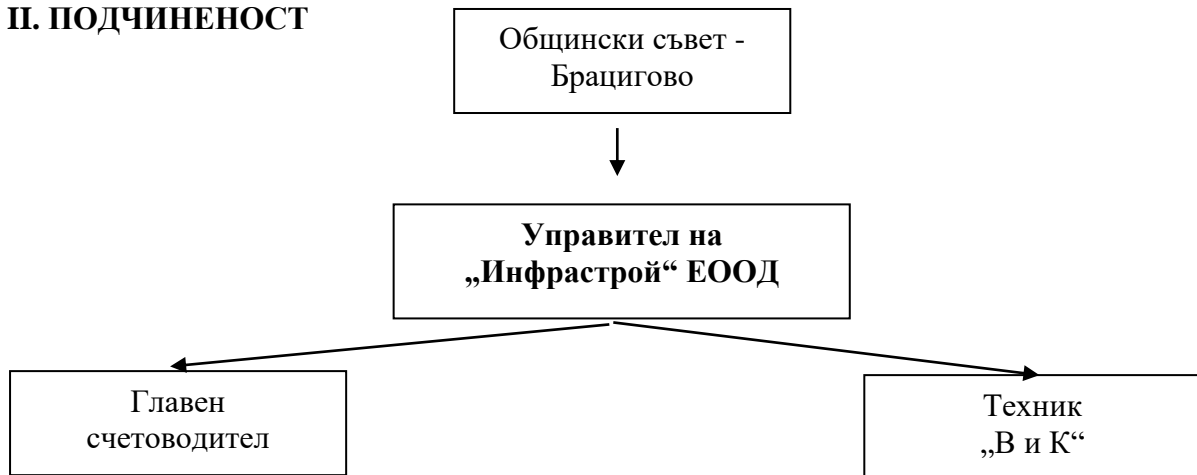 II. ПОДЧИНЕНОСТ
Общински съвет -
Брацигово
Управител на
„Инфрастрой“ ЕООД
Главен
счетоводител
Техник
„В и К“